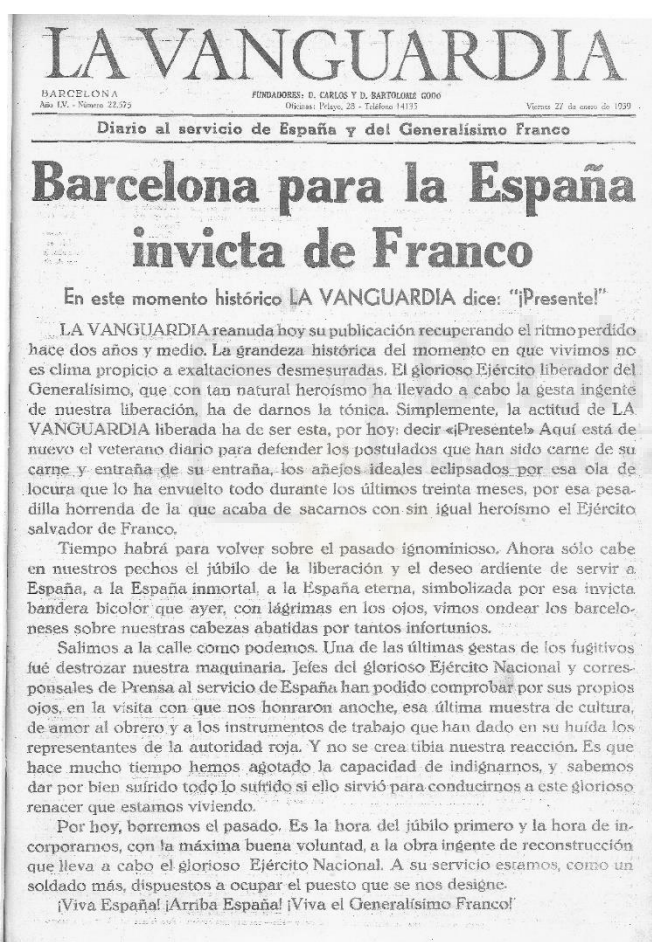 LA VANGUARDIA
BARCELONA
Año LV. - Número 22.575
FUNDADORES: D. CARLOS Y D. BARTOLOMÉ GODÓ
Oficinas: Pelayo, 28 - Teléfono 14135
Viernes 27 de enero de 1939
Diario al servicio de España y del Generalísimo Franco
Barcelona para la España
invicta de Franco
En este momento histórico LA VANGUARDIA dice: "¡Presente!"
LA VANGUARDIA reanuda hoy su publicación recuperando el ritmo perdido
hace dos años y medio. La grandeza histórica del momento en que vivimos no
es clima propicio a exaltaciones desmesuradas. El glorioso Ejército liberador del
Generalísimo, que con tan natural heroísmo ha llevado a cabo la gesta ingente
de nuestra liberación, ha de darnos la tónica. Simplemente, la actitud de LA
VANGUARDIA liberada ha de ser esta, por hoy: decir «¡Presente!» Aquí está de
nuevo el veterano diario para defender los postulados que han sido carne de su
carne y entraña de su entraña, los añejos ideales eclipsados por esa ola de
locura que lo ha envuelto todo durante los últimos treinta meses, por esa pesa-
dilla horrenda de la que acaba de sacarnos con sin igual heroísmo el Ejército
salvador de Franco.
Tiempo habrá para volver sobre el pasado ignominioso. Ahora sólo cabe
en nuestros pechos el júbilo de la liberación y el deseo ardiente de servir a
España, a la España inmortal, a la España eterna, simbolizada por esa invicta
bandera bicolor que ayer, con lágrimas en los ojos, vimos ondear los barcelo-
neses sobre nuestras cabezas abatidas por tantos infortunios.
Salimos a la calle como podemos. Una de las últimas gestas de los fugitivos
fué destrozar nuestra maquinaria. Jefes del glorioso Ejército Nacional y corres-
ponsales de Prensa al servicio de España han podido comprobar por sus propios
ojos, en la visita con que nos honraron anoche, esa última muestra de cultura,
de amor al obrero y a los instrumentos de trabajo que han dado en su huída los
representantes de la autoridad roja. Y no se crea tibia nuestra reacción. Es que
hace mucho tiempo hemos agotado la capacidad de indignarnos, y sabemos
dar por bien sufrido todo lo sufrido si ello sirvió para conducirnos a este glorioso
renacer que estamos viviendo.
Por hoy, borremos el pasado. Es la hora del júbilo primero y la hora de in-
corporarnos, con la máxima buena voluntad, a la obra ingente de reconstrucción
que lleva a cabo el glorioso Ejército Nacional. A su servicio estamos, como un
soldado más, dispuestos a ocupar el puesto que se nos designe.
¡Viva España! ¡Arriba España! ¡Viva el Generalísimo Franco!